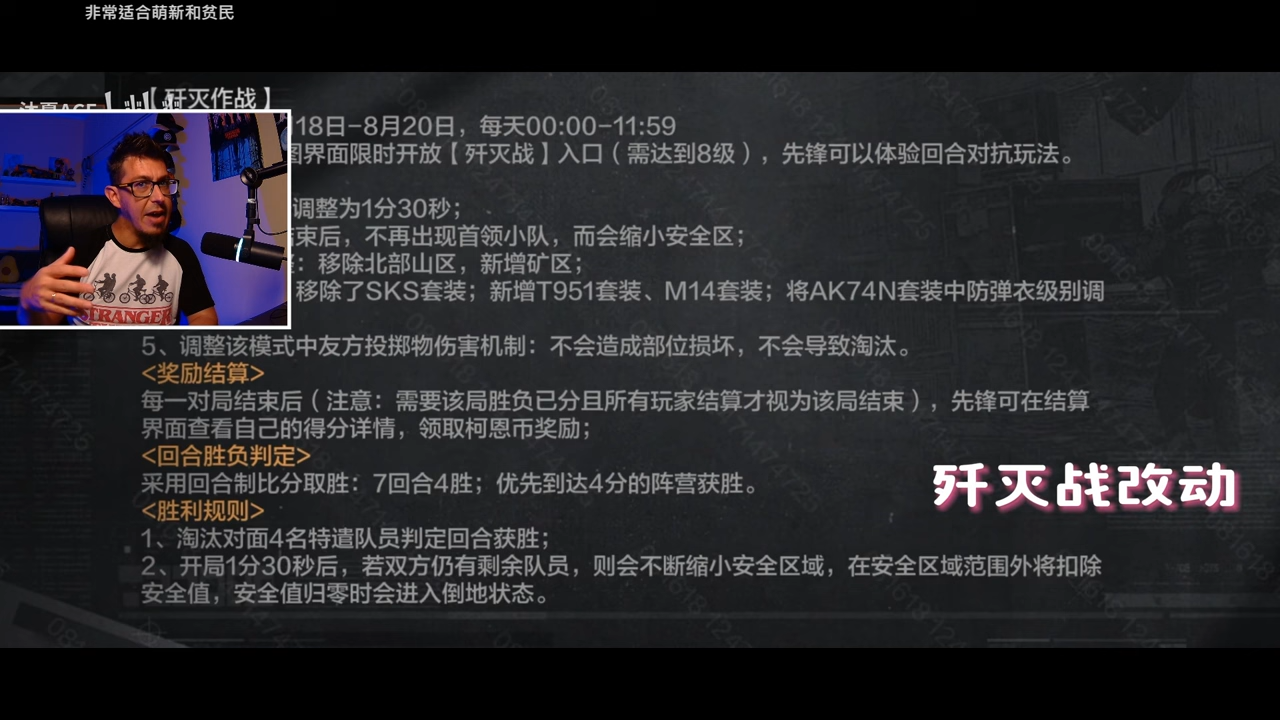 非常适合萌新和贫民
【歼灭作战】
18日-8月20日，每天00:00-11:59
图界面限时开放【歼灭战】入口（需达到8级），先锋可以体验回合对抗玩法。
调整为1分30秒；
束后，不再出现首领小队，而会缩小安全区；
：移除北部山区，新增矿区；
移除了SKS套装；新增T951套装、M14套装；将AK74N套装中防弹衣级别调
5、调整该模式中友方投掷物伤害机制：不会造成部位损坏，不会导致淘汰。
<奖励结算>
每一对局结束后（注意：需要该局胜负已分且所有玩家结算才视为该局结束），先锋可在结算
界面查看自己的得分详情，领取柯恩币奖励；
<回合胜负判定>
采用回合制比分取胜：7回合4胜；优先到达4分的阵营获胜。
歼灭战改动
<胜利规则>
1、淘汰对面4名特遣队员判定回合获胜；
2、开局1分30秒后，若双方仍有剩余队员，则会不断缩小安全区域，在安全区域范围外将扣除
安全值，安全值归零时会进入倒地状态。
STRANGER